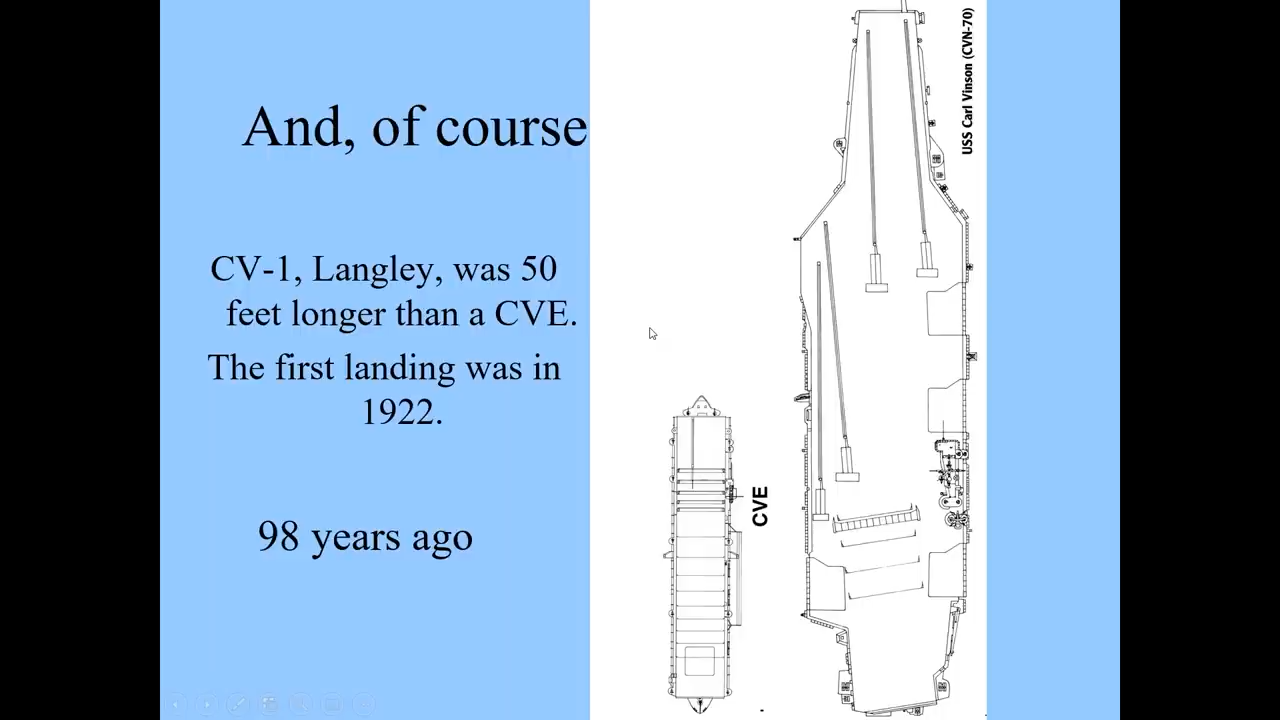 And, of course
CV-1, Langley, was 50
feet longer than a CVE.
The first landing was in
1922.
98 years ago
CVE
USS Carl Vinson (CVN-70)